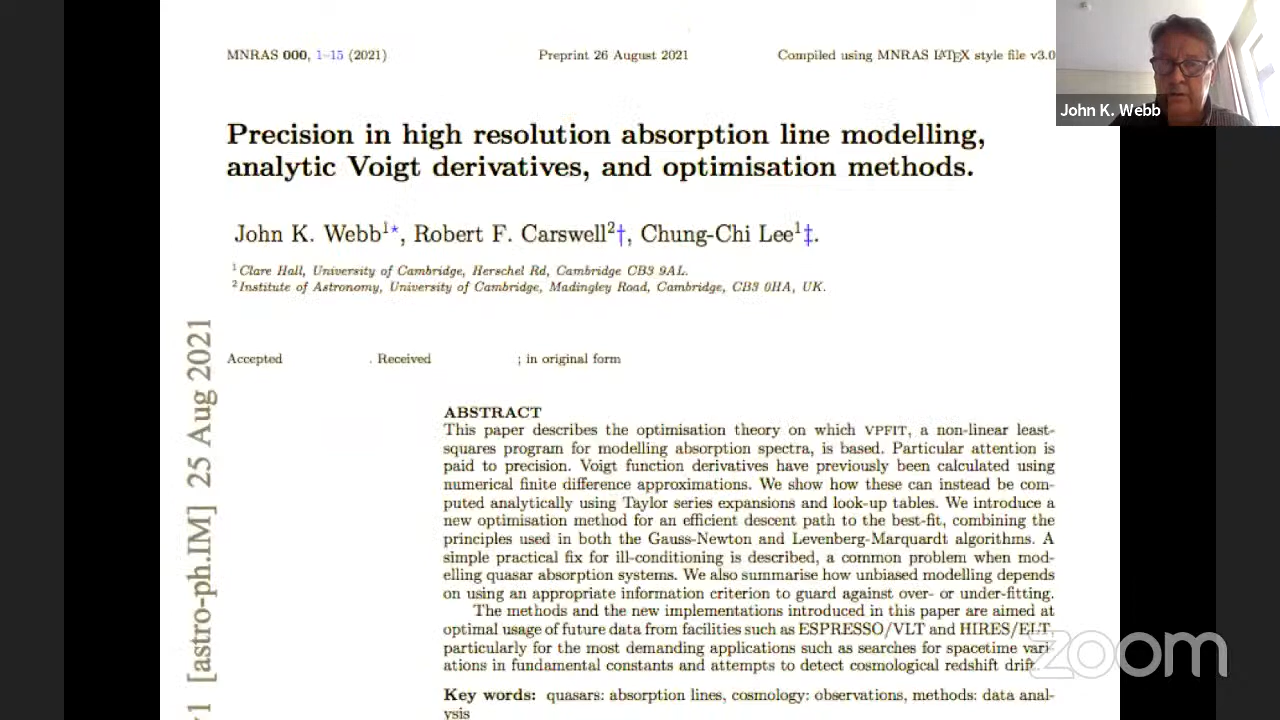 MNRAS 000, 1–15 (2021) Preprint 26 August 2021 Compiled using MNRAS LATEX style file v3.0
John K. Webb
Precision in high resolution absorption line modelling,
analytic Voigt derivatives, and optimisation methods.
John K. Webb1*, Robert F. Carswell2†, Chung-Chi Lee1‡.
1 Clare Hall, University of Cambridge, Herschel Rd, Cambridge CB3 9AL.
2 Institute of Astronomy, University of Cambridge, Madingley Road, Cambridge, CB3 0HA, UK.
Accepted . Received ; in original form
[astro-ph.IM] 25 Aug 2021
ABSTRACT
This paper describes the optimisation theory on which VPFIT, a non-linear least-
squares program for modelling absorption spectra, is based. Particular attention is
paid to precision. Voigt function derivatives have previously been calculated using
numerical finite difference approximations. We show how these can instead be com-
puted analytically using Taylor series expansions and look-up tables. We introduce a
new optimisation method for an efficient descent path to the best-fit, combining the
principles used in both the Gauss-Newton and Levenberg-Marquardt algorithms. A
simple practical fix for ill-conditioning is described, a common problem when mod-
elling quasar absorption systems. We also summarise how unbiased modelling depends
on using an appropriate information criterion to guard against over- or under-fitting.
The methods and the new implementations introduced in this paper are aimed at
optimal usage of future data from facilities such as ESPRESSO/VLT and HIRES/ELT,
particularly for the most demanding applications such as searches for spacetime vari-
ations in fundamental constants and attempts to detect cosmological redshift drift.
zoom
Key words: quasars: absorption lines, cosmology: observations, methods: data anal-
ysis